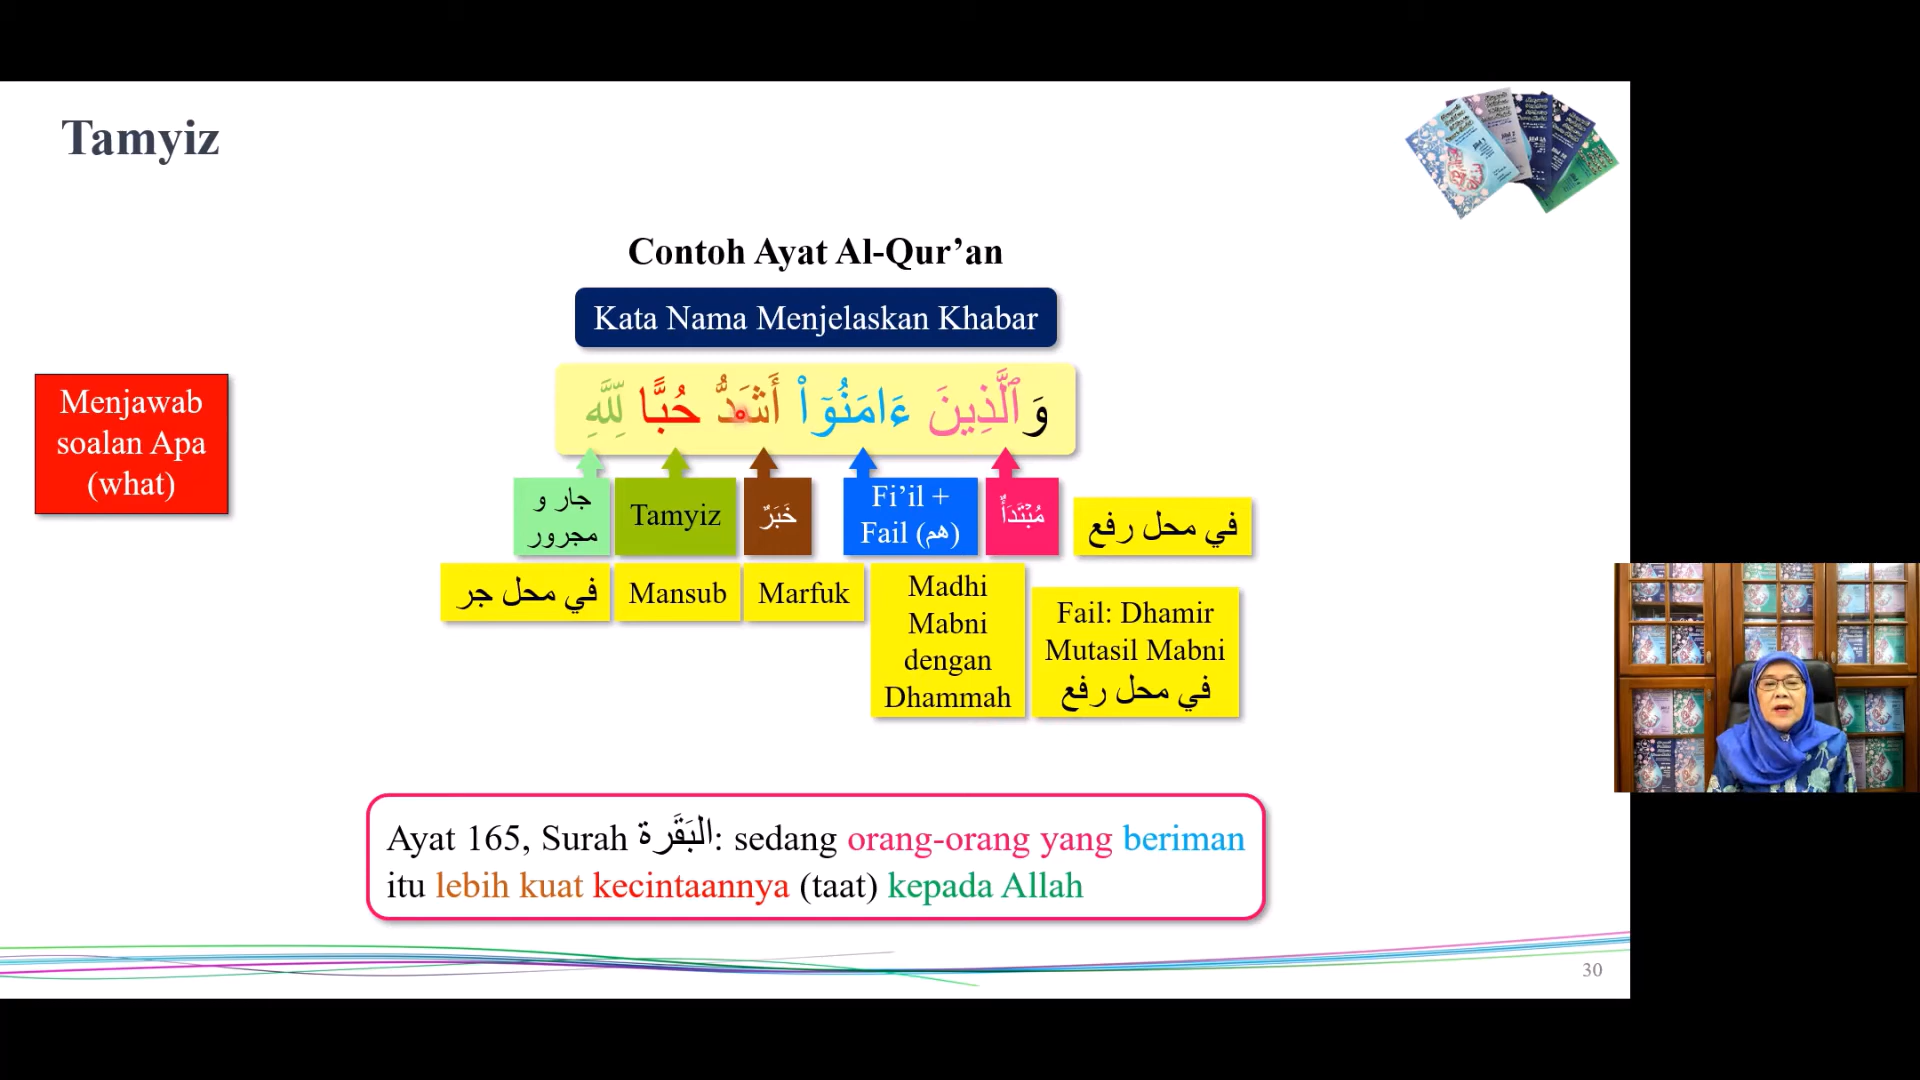 Tamyiz
Contoh Ayat Al-Qur’an
Kata Nama Menjelaskan Khabar
Menjawab
soalan Apa
(what)
وَٱلَّذِينَ ءَامَنُوٓا۟ أَشَدُّ حُبًّا لِلَّهِ
مُبْتَدَأٌ
Fi’il +
Fail (هم)
خَبَرٌ
Tamyiz
جار و
مجرور
في محل رفع
في محل جر
Mansub
Marfuk
Madhi
Mabni
dengan
Dhammah
Fail: Dhamir
Mutasil Mabni
في محل رفع
Ayat 165, Surah البَقَرة: sedang orang-orang yang beriman
itu lebih kuat kecintaannya (taat) kepada Allah
30